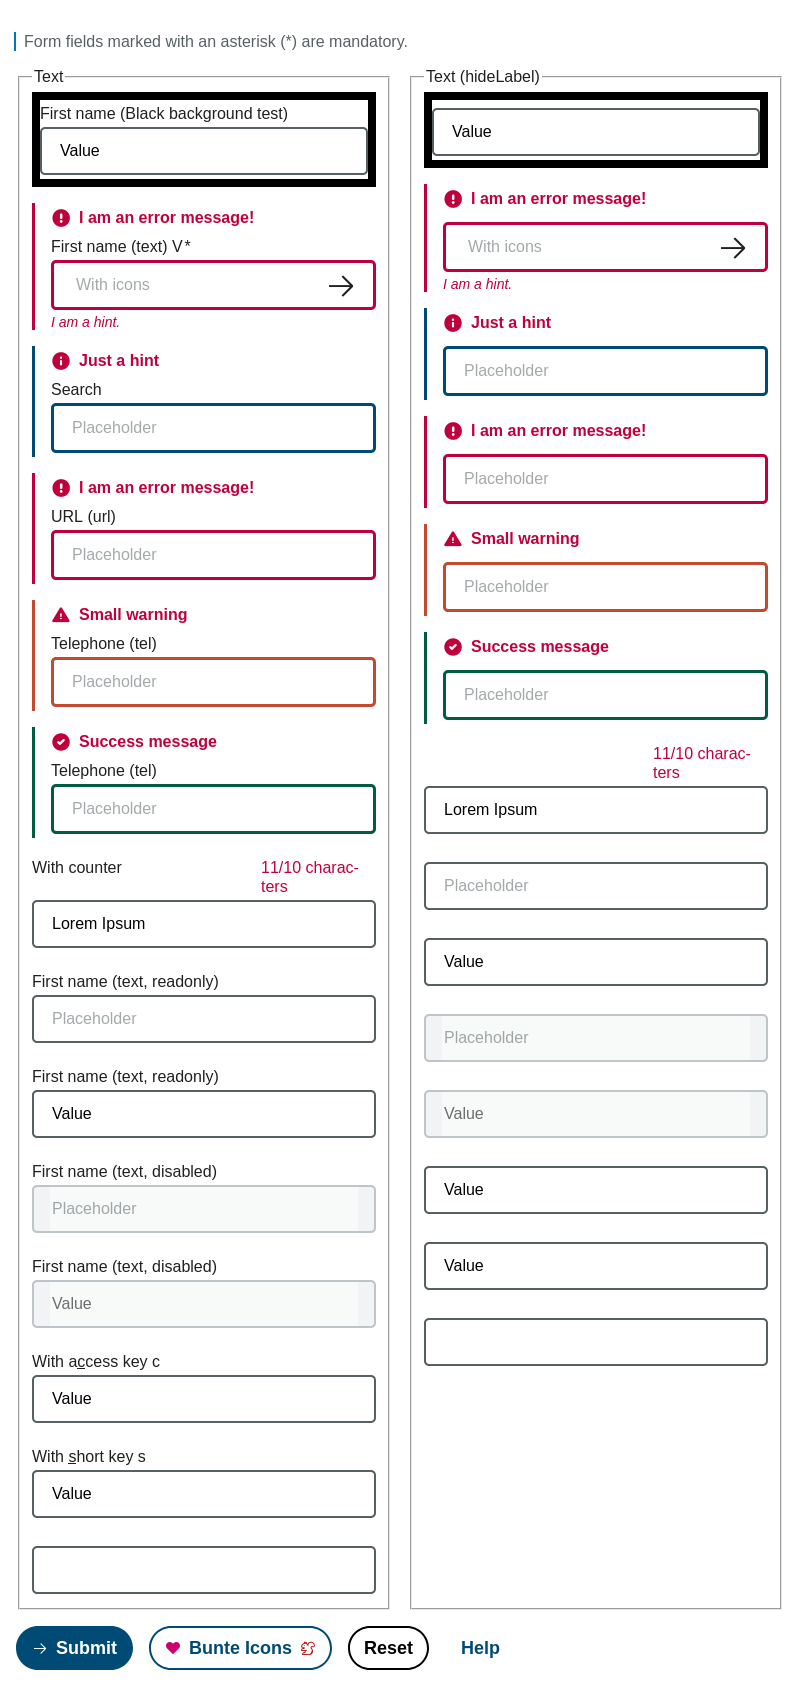 Form fields marked with an asterisk (*) are mandatory.
Text
First name (Black background test)
Value
I am an error message!
First name (text) V*
With icons
I am a hint.
Just a hint
Search
Placeholder
I am an error message!
URL (url)
Placeholder
Small warning
Telephone (tel)
Placeholder
Success message
Telephone (tel)
Placeholder
With counter
11/10 charac-
ters
Lorem Ipsum
First name (text, readonly)
Placeholder
First name (text, readonly)
Value
First name (text, disabled)
Placeholder
First name (text, disabled)
Value
With access key c
Value
With short key s
Value
Text (hideLabel)
Value
I am an error message!
With icons
I am a hint.
Just a hint
Placeholder
I am an error message!
Placeholder
Small warning
Placeholder
Success message
Placeholder
11/10 charac-
ters
Lorem Ipsum
Placeholder
Value
Placeholder
Value
Value
Value
Submit
Bunte Icons
Reset
Help